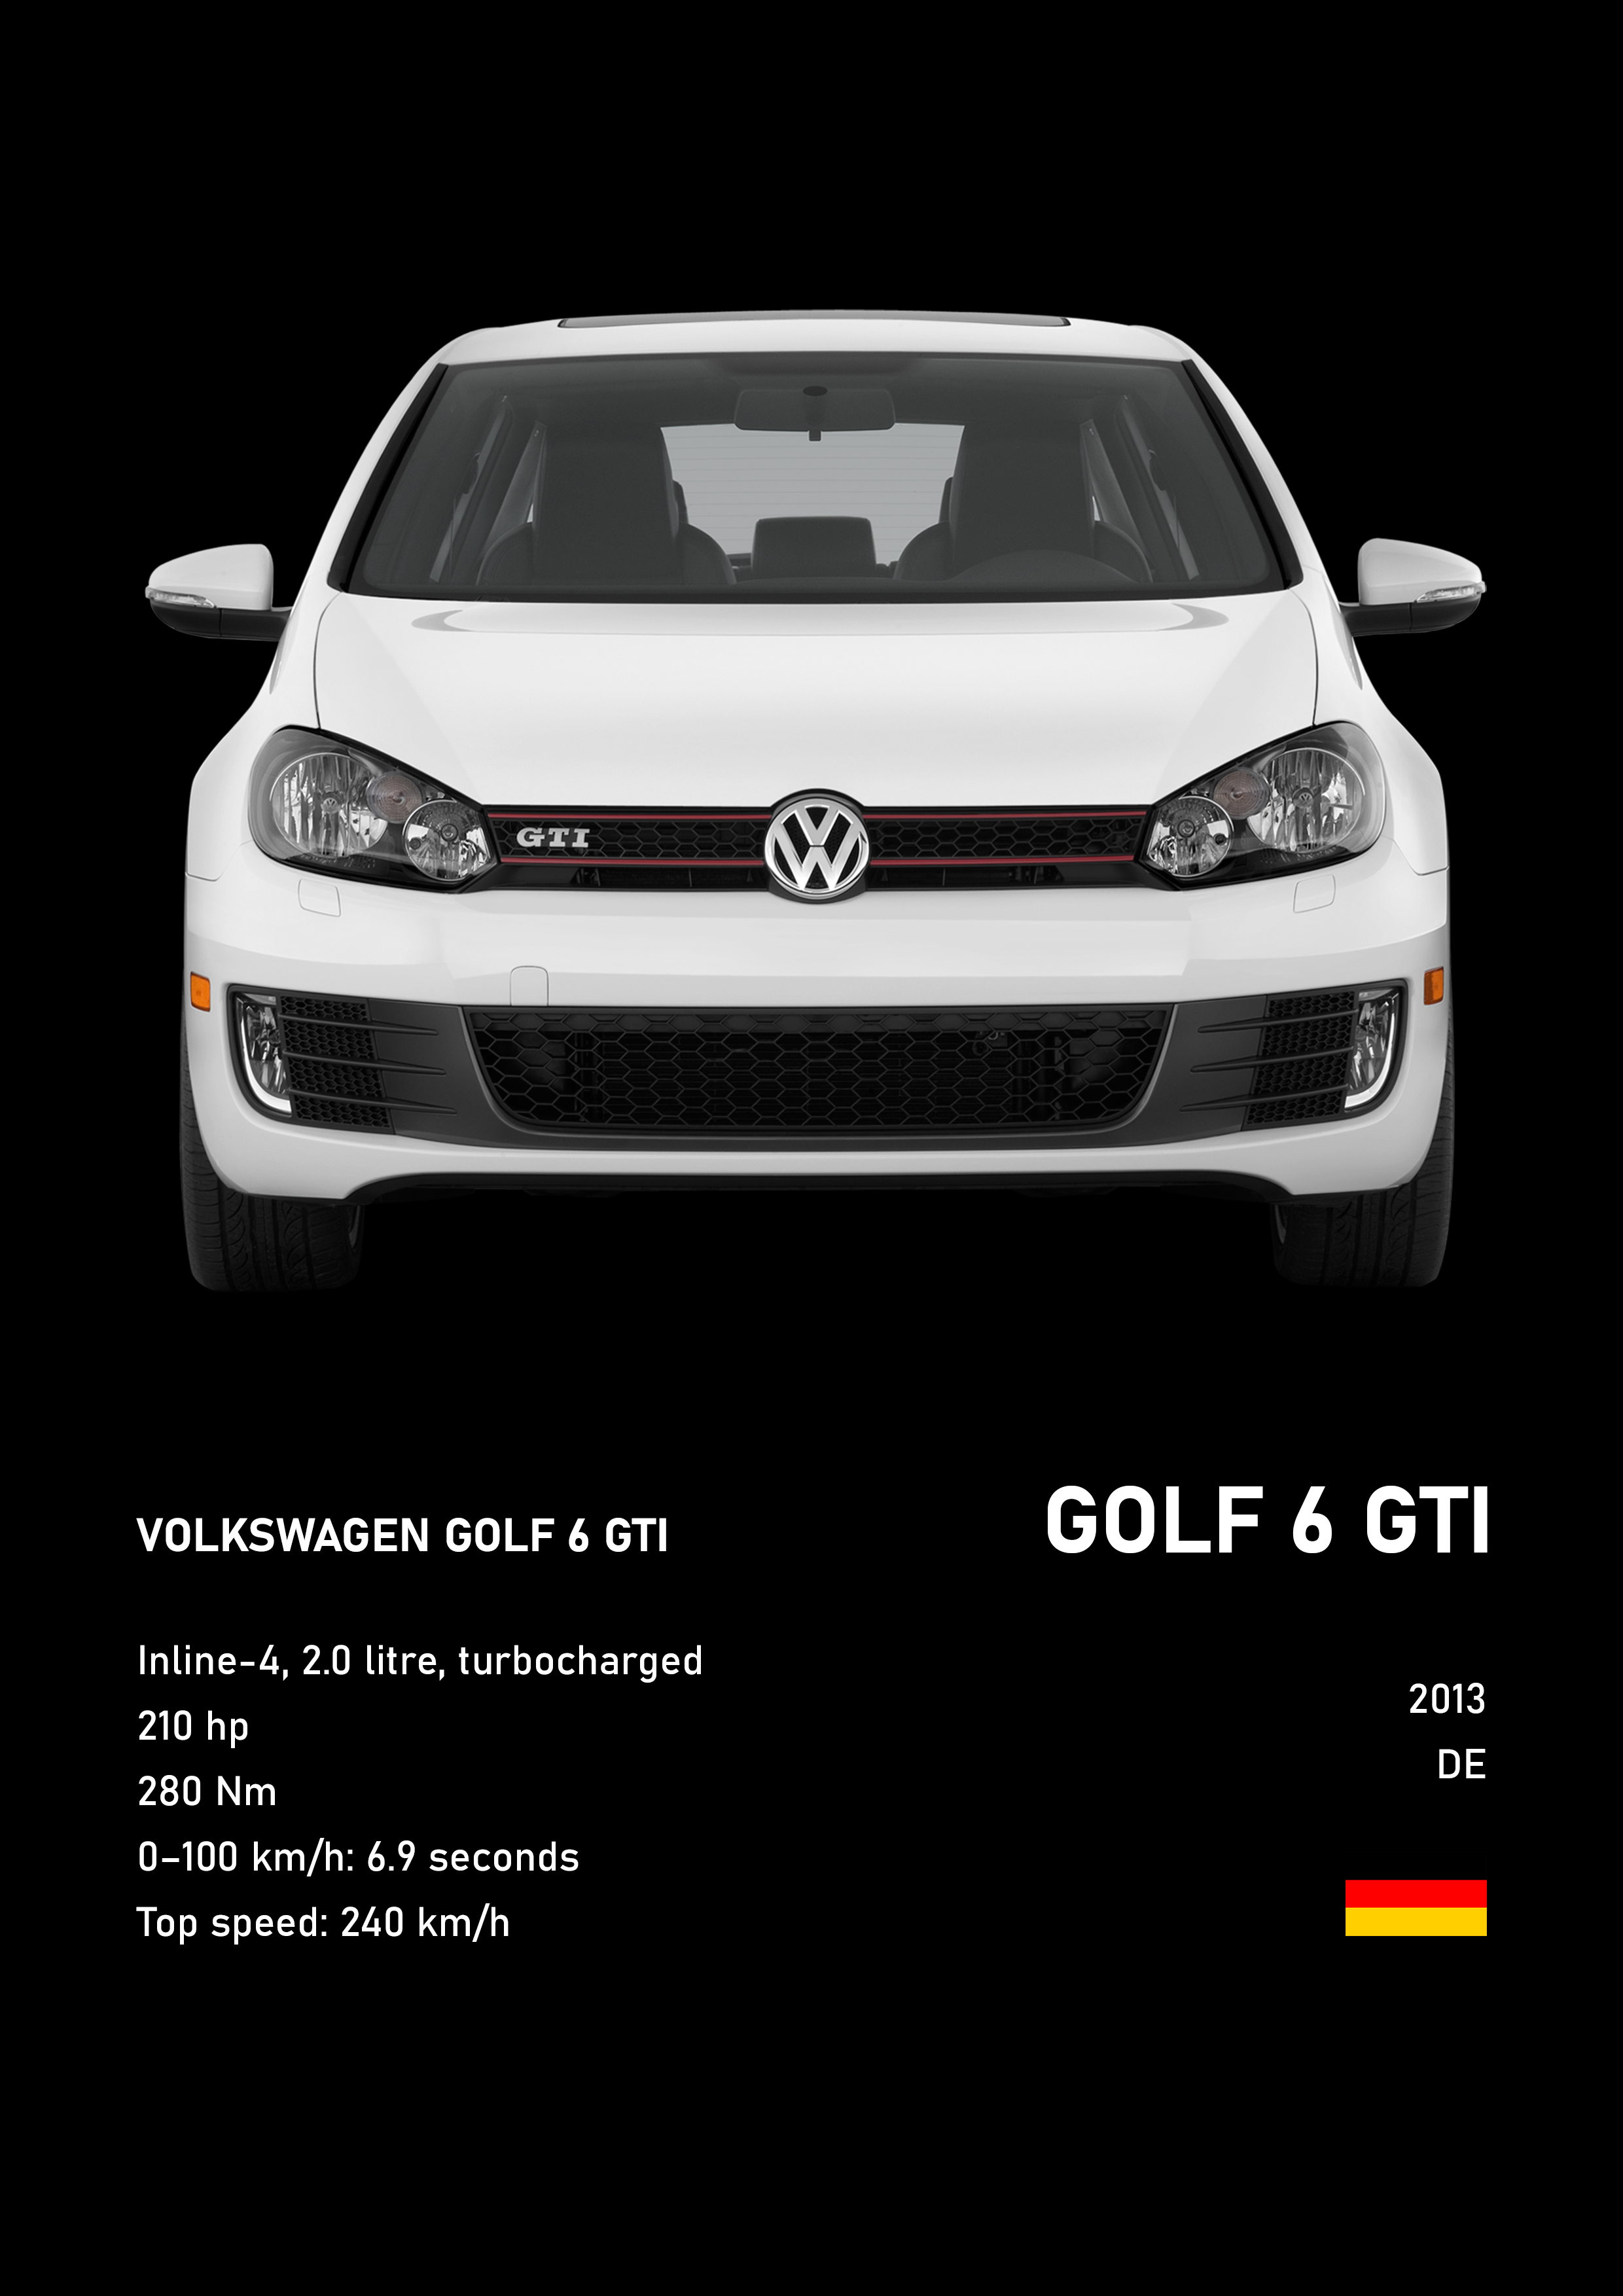 GTI
VOLKSWAGEN GOLF 6 GTI
GOLF 6 GTI
Inline-4, 2.0 litre, turbocharged
210 hp
280 Nm
0–100 km/h: 6.9 seconds
Top speed: 240 km/h
2013
DE